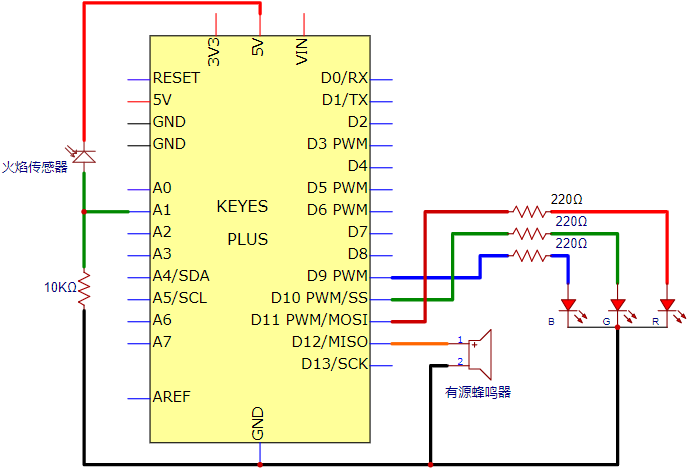 3V3
5V
VIN
RESET
5V
GND
GND
A0
A1
A2
A3
A4/SDA
A5/SCL
A6
A7
AREF
KEYES
PLUS
D0/RX
D1/TX
D2
D3 PWM
D4
D5 PWM
D6 PWM
D7
D8
D9 PWM
D10 PWM/SS
D11 PWM/MOSI
D12/MISO
D13/SCK
GND
火焰传感器
10KΩ
220Ω
220Ω
220Ω
B
G
R
1
2
有源蜂鸣器